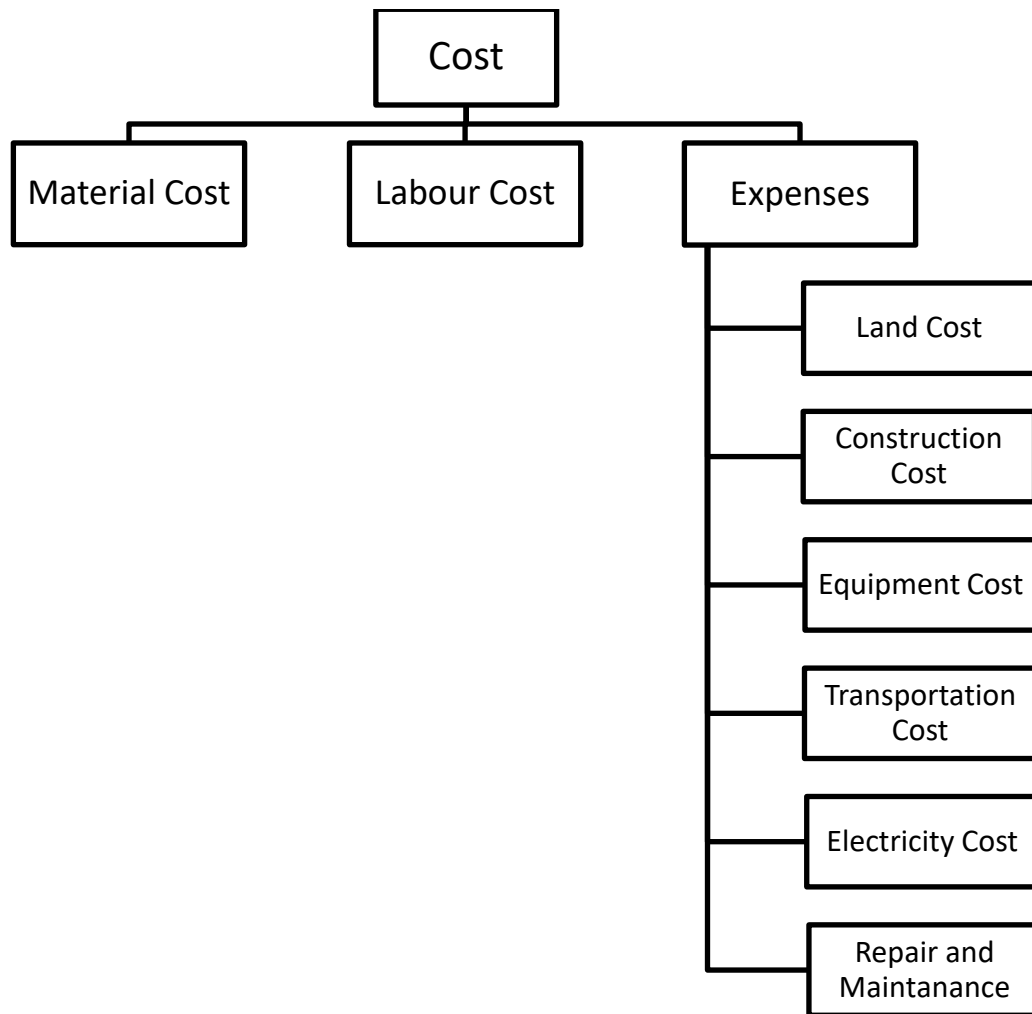 Cost
Material Cost
Labour Cost
Expenses
Land Cost
Construction
Cost
Equipment Cost
Transportation
Cost
Electricity Cost
Repair and
Maintanance